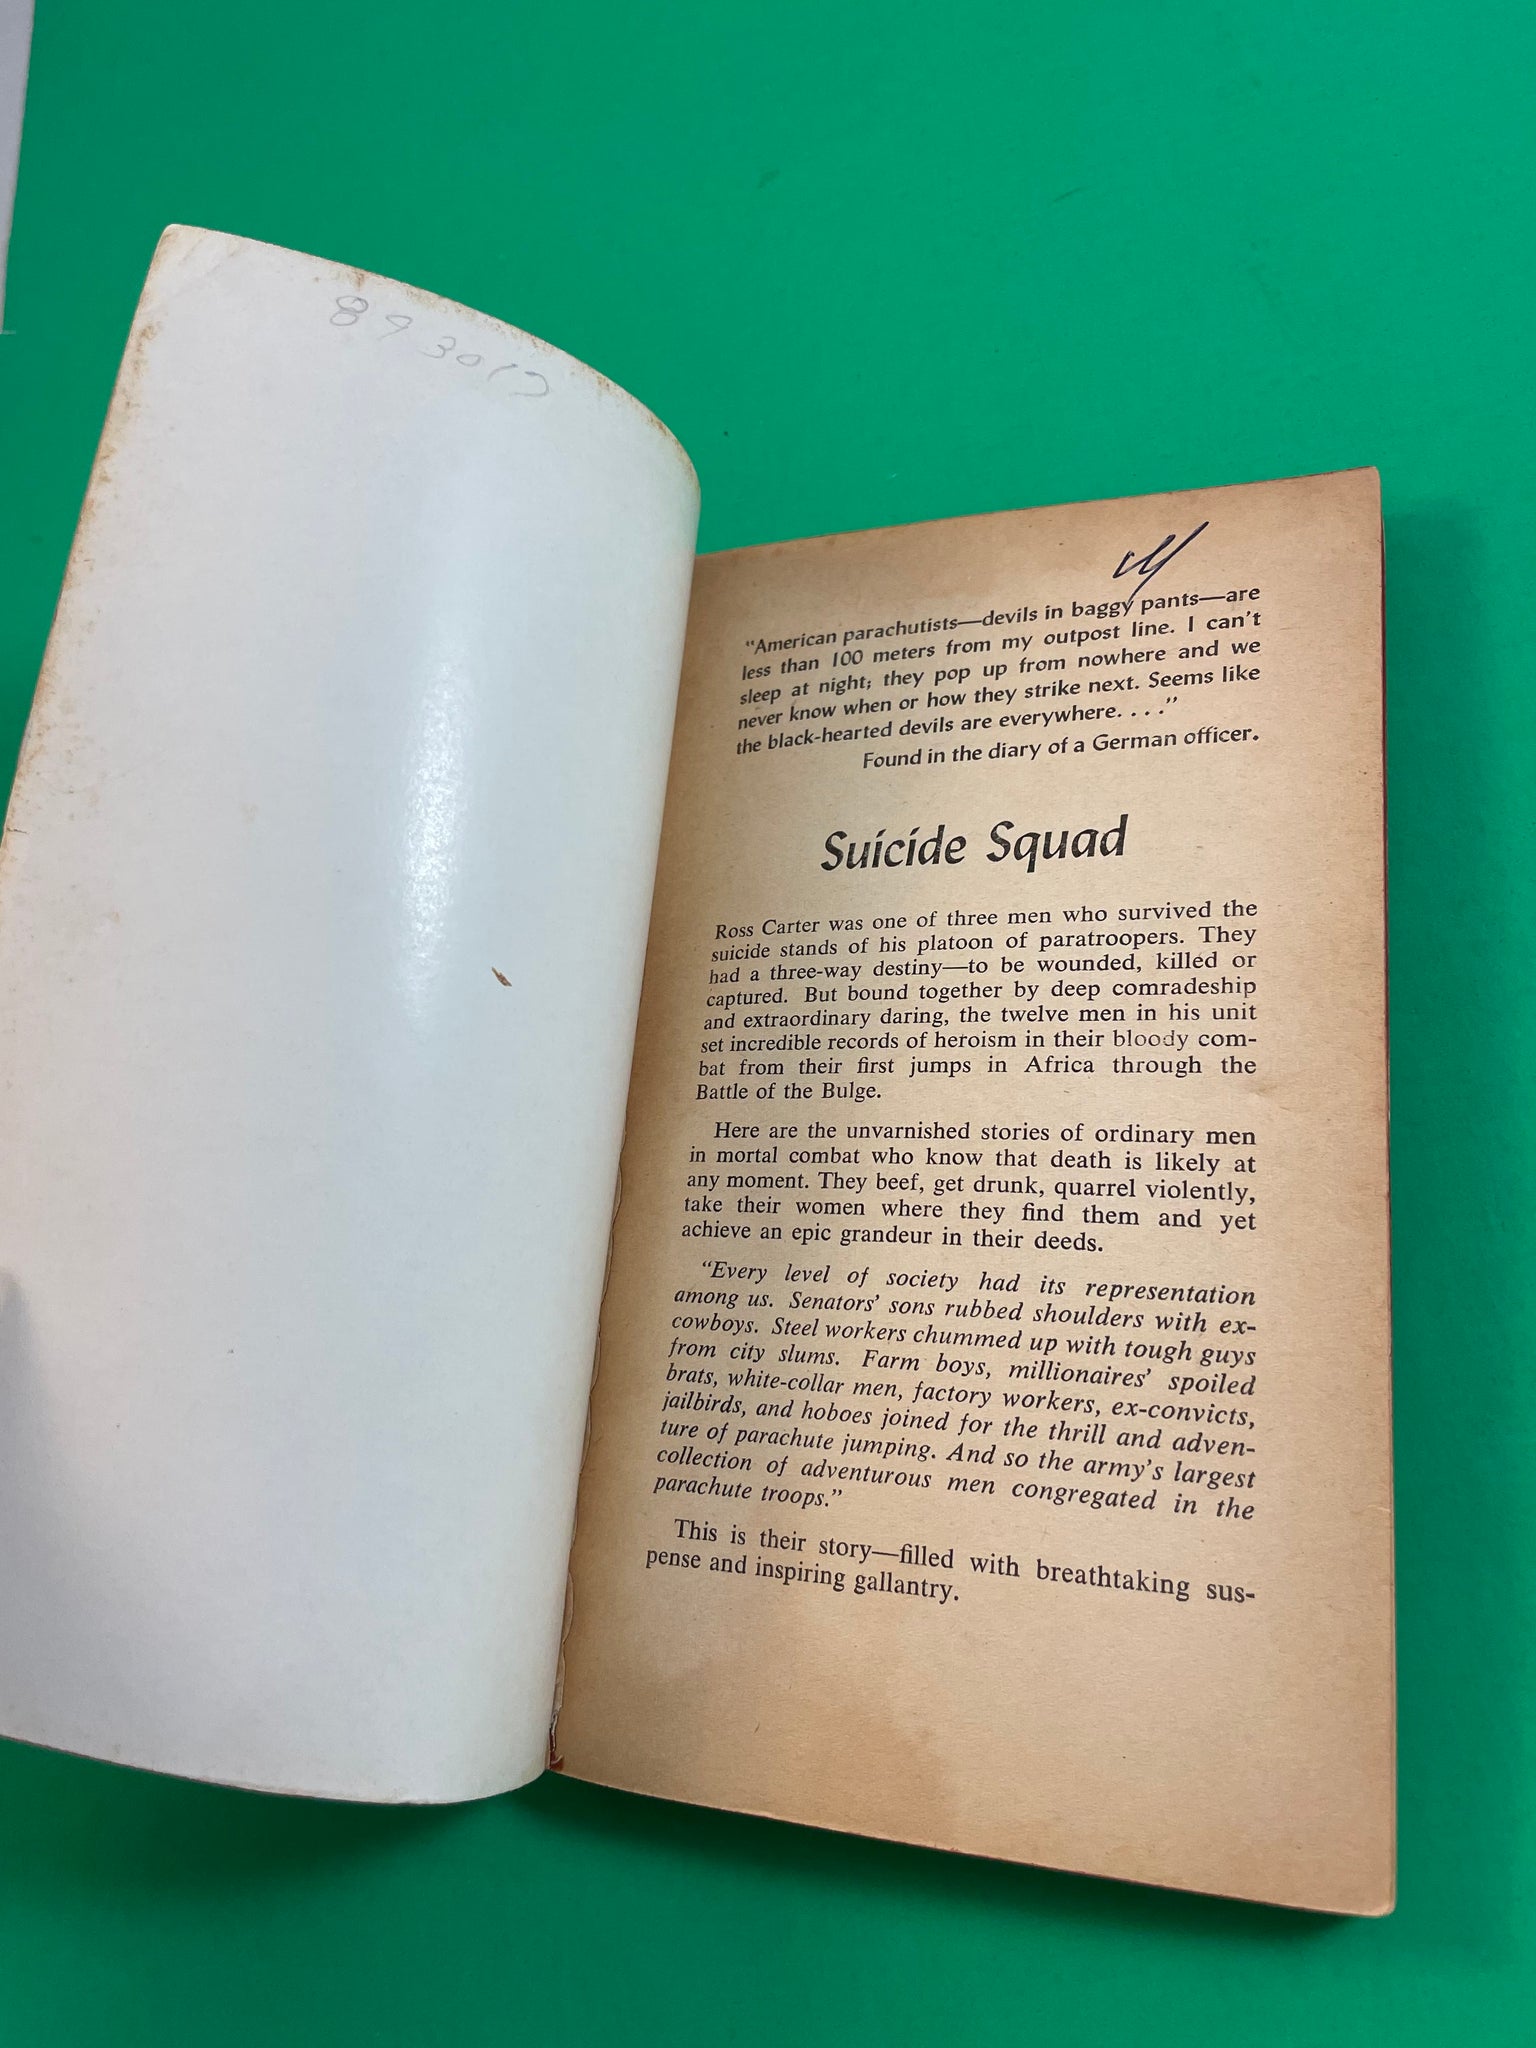 893017
"American parachutists—devils in baggy pants—are
less than 100 meters from my outpost line. I can't
sleep at night; they pop up from nowhere and we
never know when or how they strike next. Seems like
the black-hearted devils are everywhere. . . ."
Found in the diary of a German officer.
Suicide Squad
Ross Carter was one of three men who survived the
suicide stands of his platoon of paratroopers. They
had a three-way destiny—to be wounded, killed or
captured. But bound together by deep comradeship
and extraordinary daring, the twelve men in his unit
set incredible records of heroism in their bloody com-
bat from their first jumps in Africa through the
Battle of the Bulge.
Here are the unvarnished stories of ordinary men
in mortal combat who know that death is likely at
any moment. They beef, get drunk, quarrel violently,
take their women where they find them and yet
achieve an epic grandeur in their deeds.
"Every level of society had its representation
among us. Senators' sons rubbed shoulders with ex-
cowboys. Steel workers chummed up with tough guys
from city slums. Farm boys, millionaires' spoiled
brats, white-collar men, factory workers, ex-convicts,
jailbirds, and hoboes joined for the thrill and adven-
ture of parachute jumping. And so the army's largest
collection of adventurous men congregated in the
parachute troops."
This is their story—filled with breathtaking sus-
pense and inspiring gallantry.